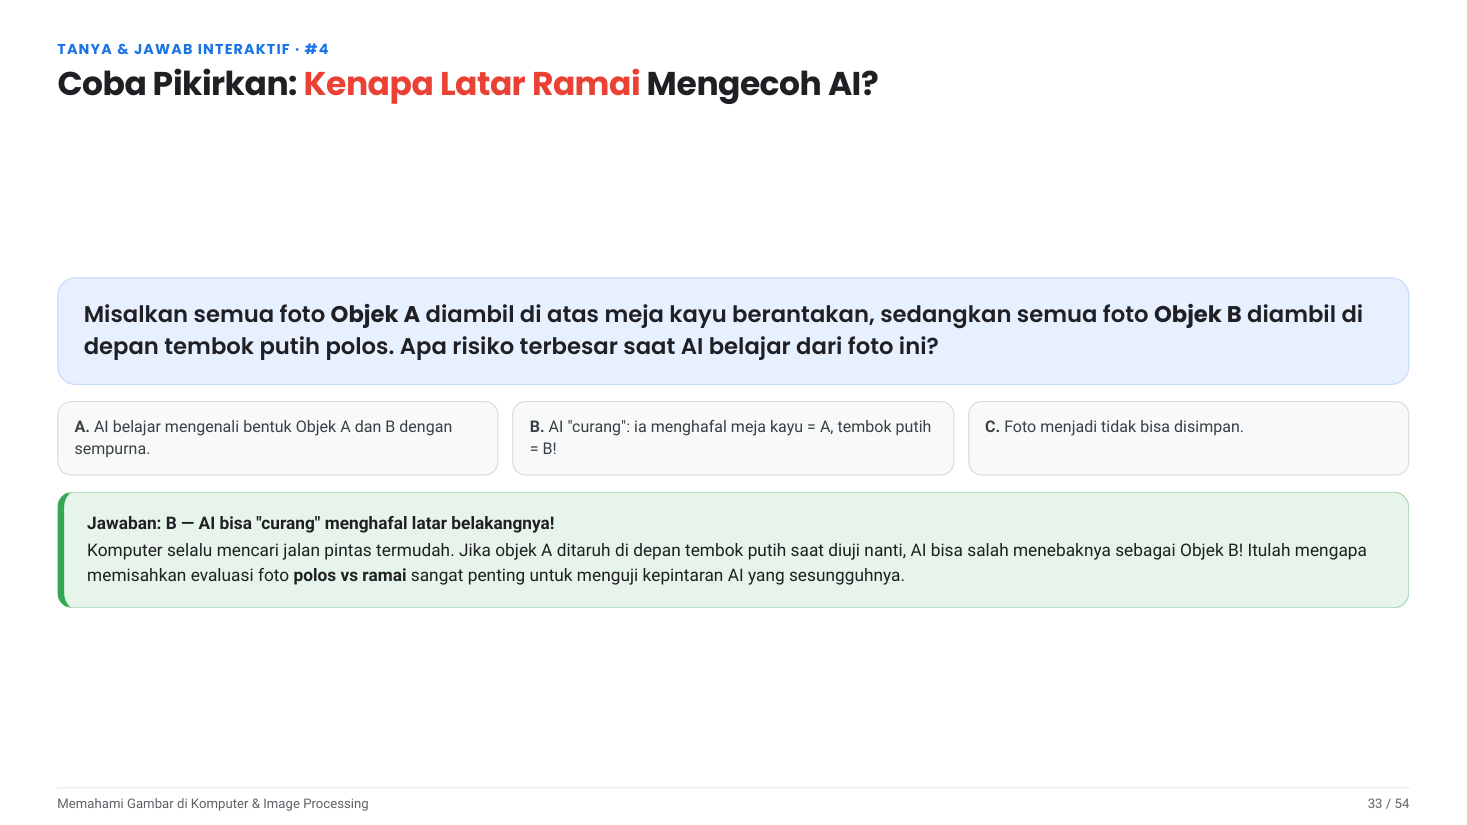 TANYA & JAWAB INTERAKTIF · #4
Coba Pikirkan: Kenapa Latar Ramai Mengecoh AI?
Misalkan semua foto Objek A diambil di atas meja kayu berantakan, sedangkan semua foto Objek B diambil di
depan tembok putih polos. Apa risiko terbesar saat AI belajar dari foto ini?
A. AI belajar mengenali bentuk Objek A dan B dengan
sempurna.
B. AI "curang": ia menghafal meja kayu = A, tembok putih
= B!
C. Foto menjadi tidak bisa disimpan.
Jawaban: B — AI bisa "curang" menghafal latar belakangnya!
Komputer selalu mencari jalan pintas termudah. Jika objek A ditaruh di depan tembok putih saat diuji nanti, AI bisa salah menebaknya sebagai Objek B! Itulah mengapa
memisahkan evaluasi foto polos vs ramai sangat penting untuk menguji kepintaran AI yang sesungguhnya.
Memahami Gambar di Komputer & Image Processing
33 / 54